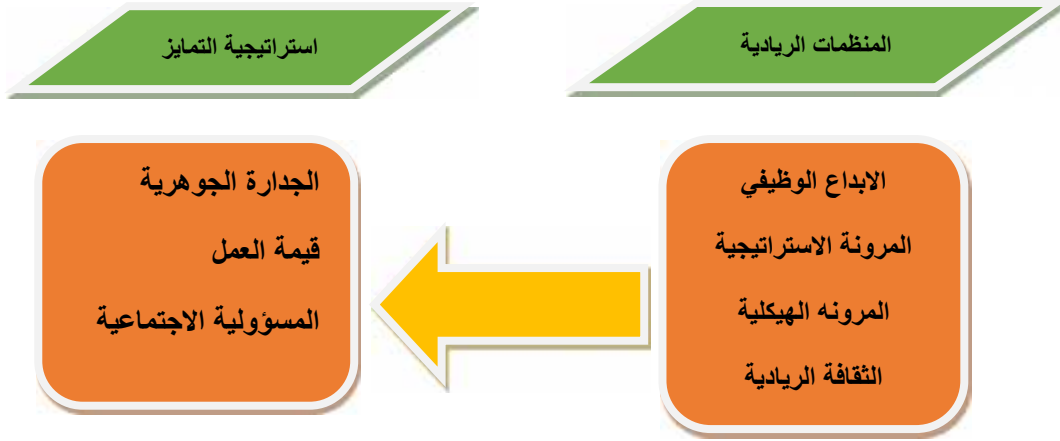 المنظمات الريادية
استراتيجية التمايز
الابداع الوظيفي
المرونة الاستراتيجية
المرونه الهيكلية
الثقافة الريادية
الجدارة الجوهرية
قيمة العمل
المسؤولية الاجتماعية